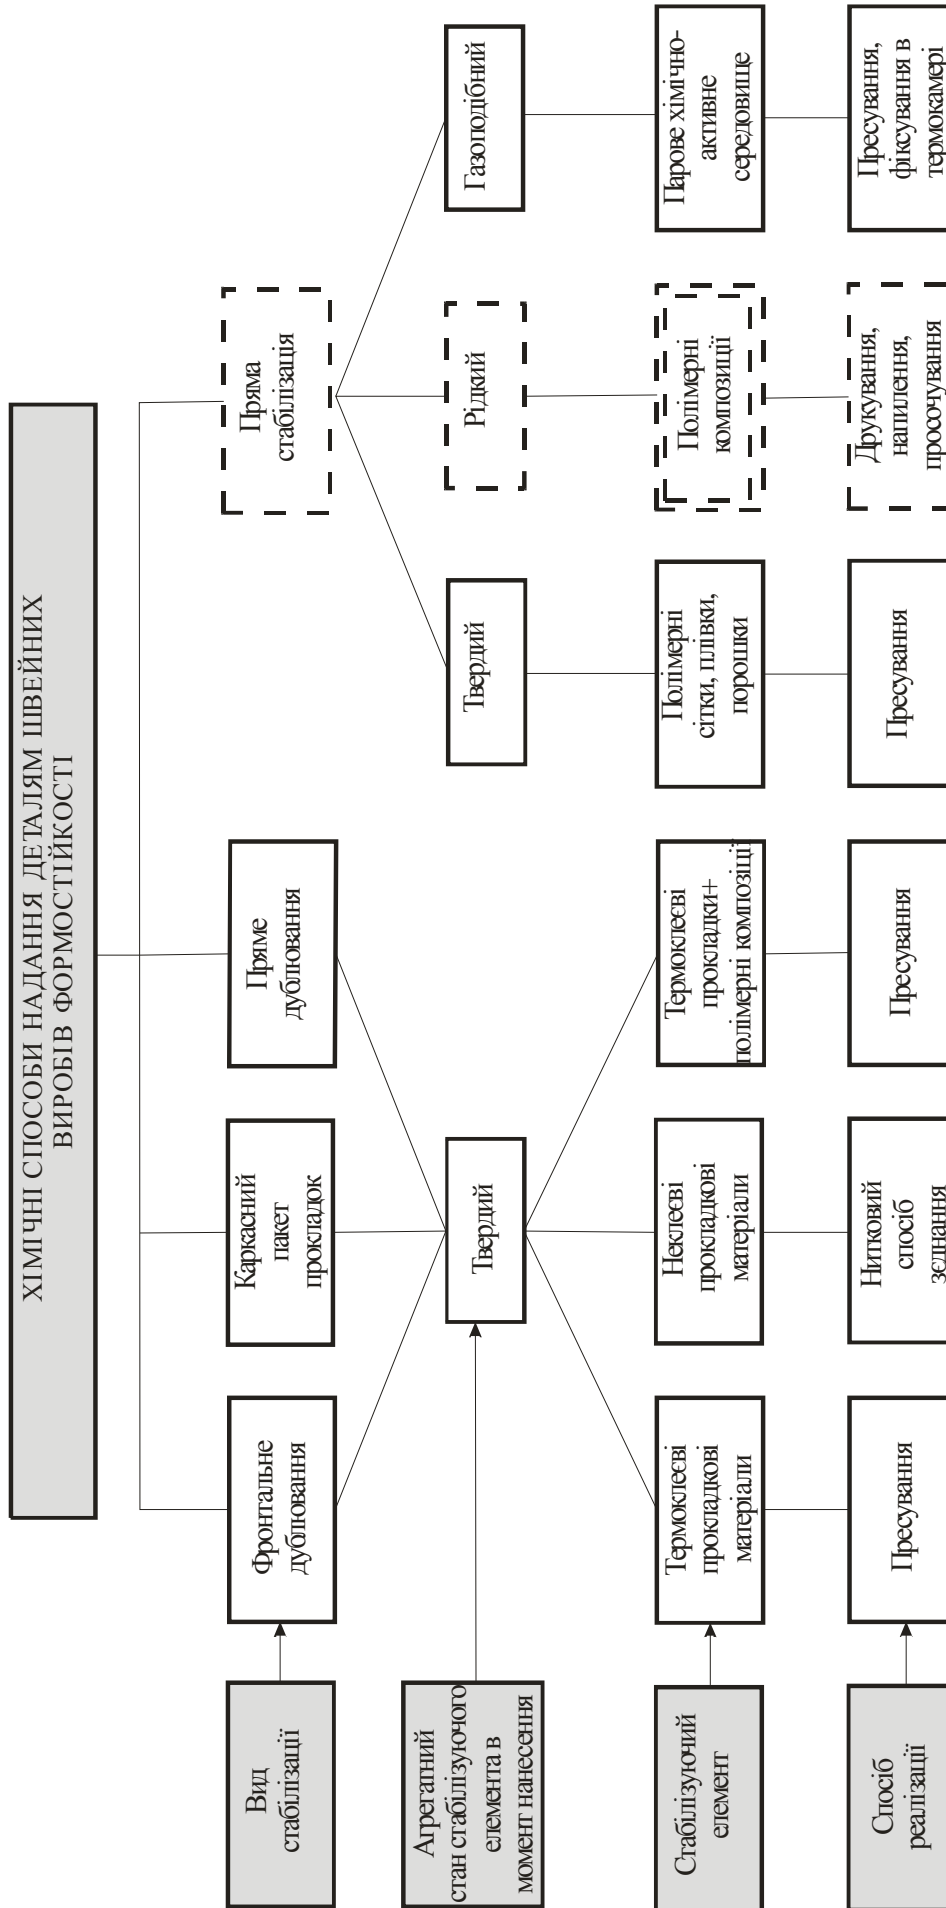 ХІМІЧНІ СПОСОБИ НАДАННЯ ДЕТАЛЯМ ШВЕЙНИХ
ВИРОБІВ ФОРМОСТІЙКОСТІ
Вид
стабілізації
Фронтальне
дублювання
Каркасний
пакет
прокладок
Пряме
дублювання
Пряма
стабілізація
Агрегатний
стан стабілізуючого
елемента в
момент нанесення
Твердий
Твердий
Рідкий
Газоподібний
Стабілізуючий
елемент
Термоклеєві
прокладкові
матеріали
Неклеєві
прокладкові
матеріали
Термоклеєві
прокладки+
полімерні композиції
Полімерні
сітки, плівки,
порошки
Полімерні
композиції
Парове хімічно-
активне
середовище
Спосіб
реалізації
Пресування
Нитковий
спосіб
зєднання
Пресування
Пресування
Друкування,
напилення,
просочування
Пресування,
фіксування в
термокамері